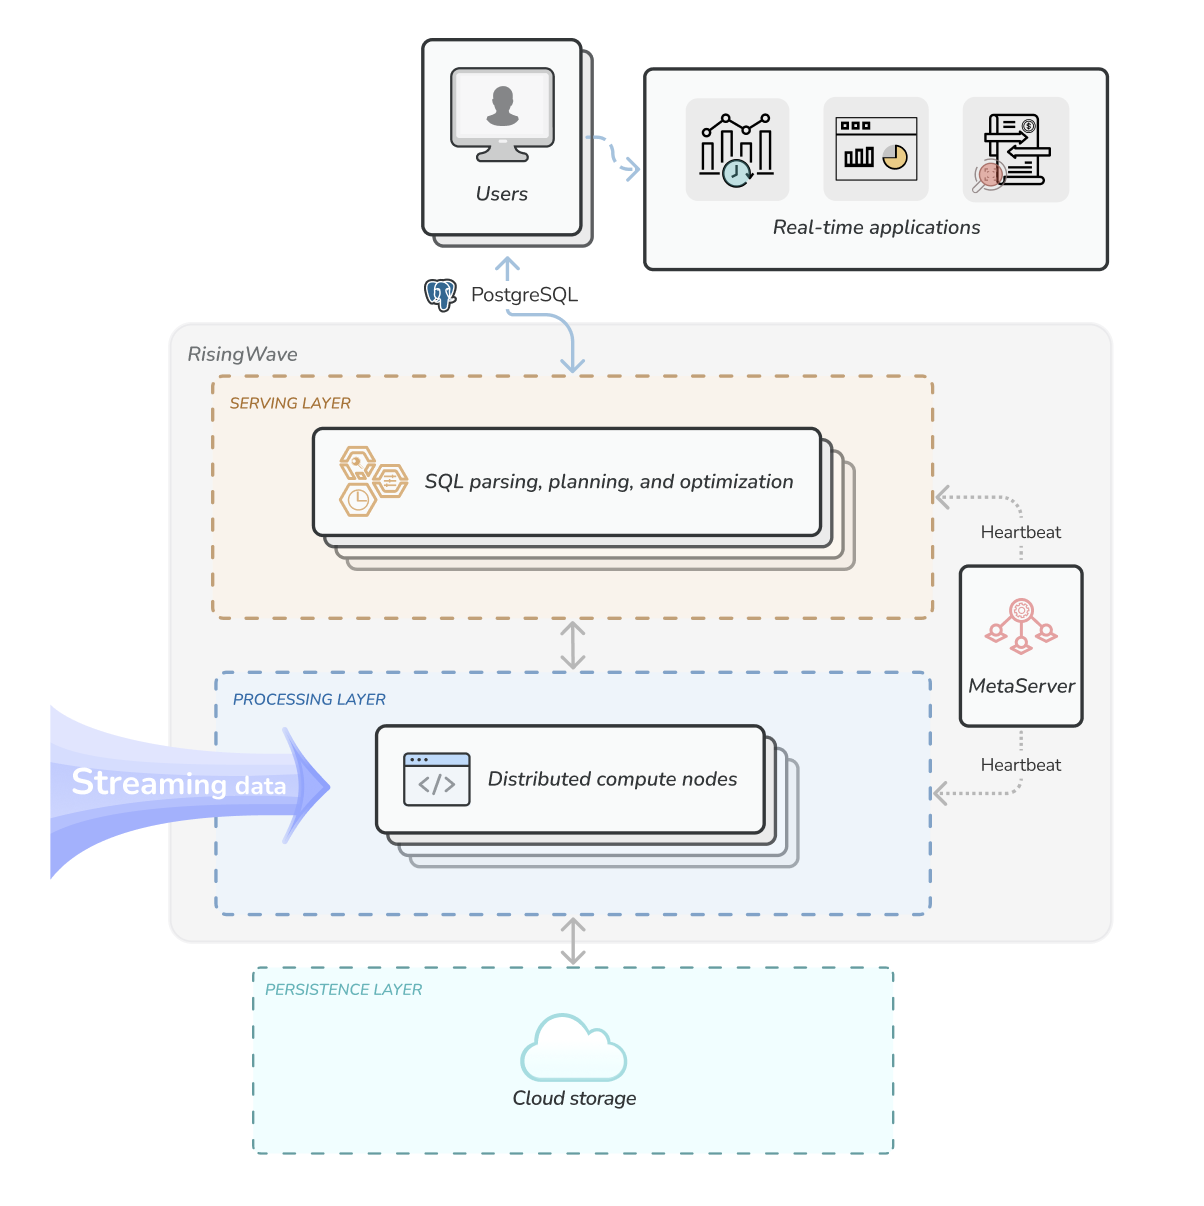 Users
Real-time applications
PostgreSQL
RisingWave
SERVING LAYER
SQL parsing, planning, and optimization
Heartbeat
MetaServer
PROCESSING LAYER
Streaming data
Distributed compute nodes
</>
Heartbeat
PERSISTENCE LAYER
Cloud storage